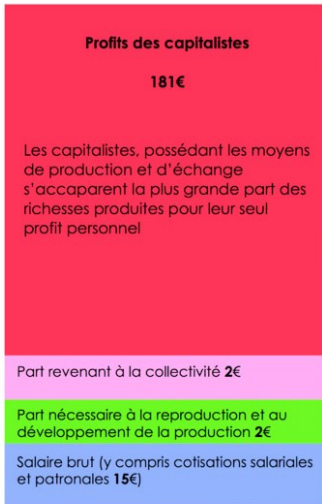 Profits des capitalistes
181€
Les capitalistes, possédant les moyens
de production et d'échange
s'accaparent la plus grande part des
richesses produites pour leur seul
profit personnel
Part revenant à la collectivité 2€
Part nécessaire à la reproduction et au
développement de la production 2€
Salaire brut (y compris cotisations salariales
et patronales 15€)